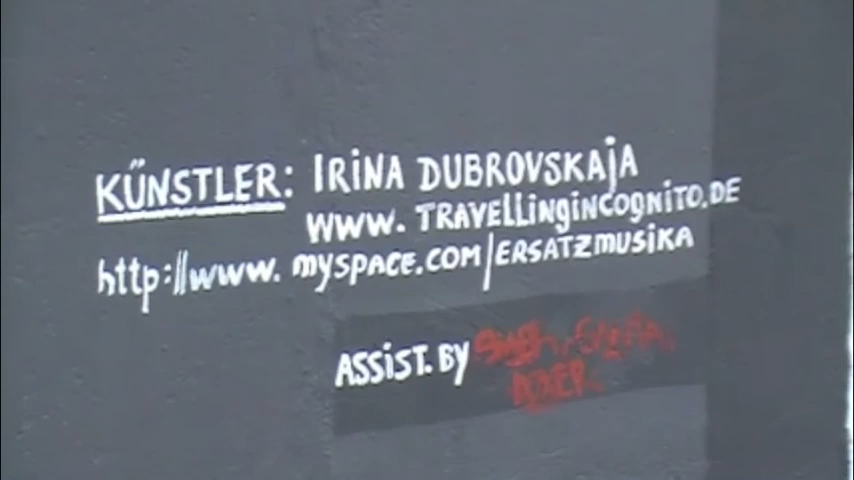 KÜNSTLER: IRINA DUBROVSKAJA
WWW.TRAVELLINGINCOGNITO.DE
http://www.myspace.com/ERSATZMUSIKA
ASSIST. BY